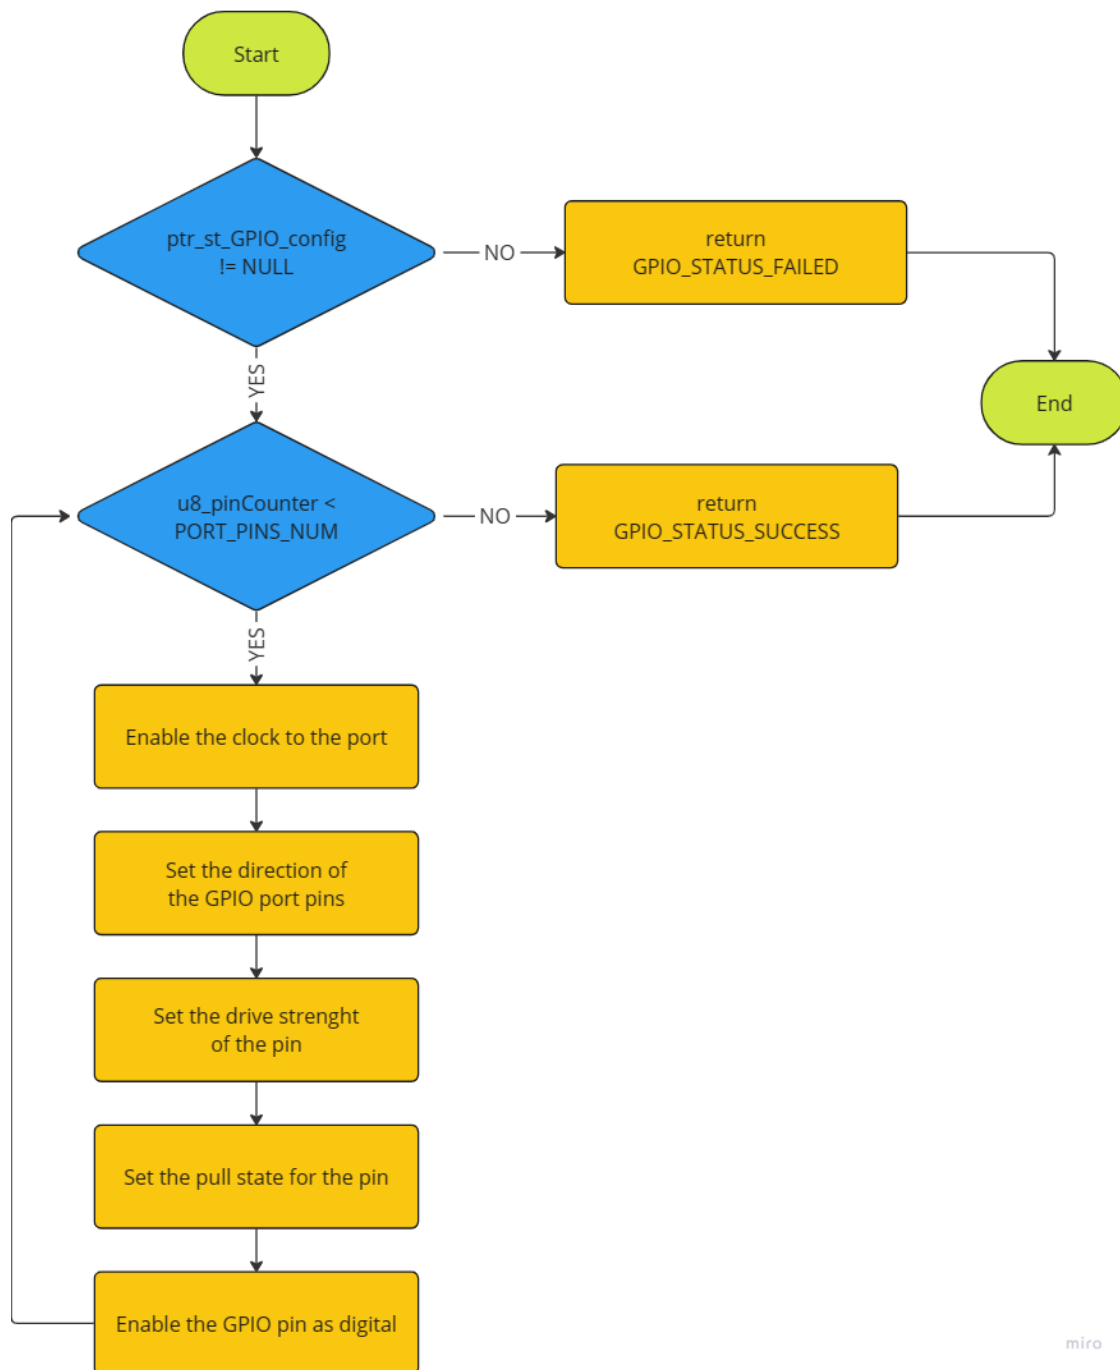 Start
ptr_st_GPIO_config
!= NULL
NO
return
GPIO_STATUS_FAILED
YES
End
u8_pinCounter <
PORT_PINS_NUM
NO
return
GPIO_STATUS_SUCCESS
YES
Enable the clock to the port
Set the direction of
the GPIO port pins
Set the drive strenght
of the pin
Set the pull state for the pin
Enable the GPIO pin as digital
miro